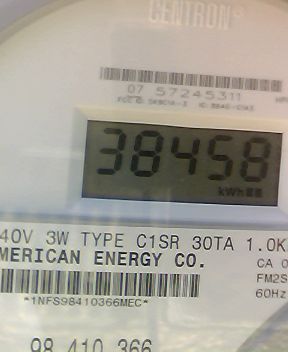 CENTRON®
07 57245311
38458
kWh
40V 3W TYPE C1SR 30TA 1.0K
MERICAN ENERGY CO.
CA 0
FM2S
*1NFS98410366MEC*
60Hz
98 410 366